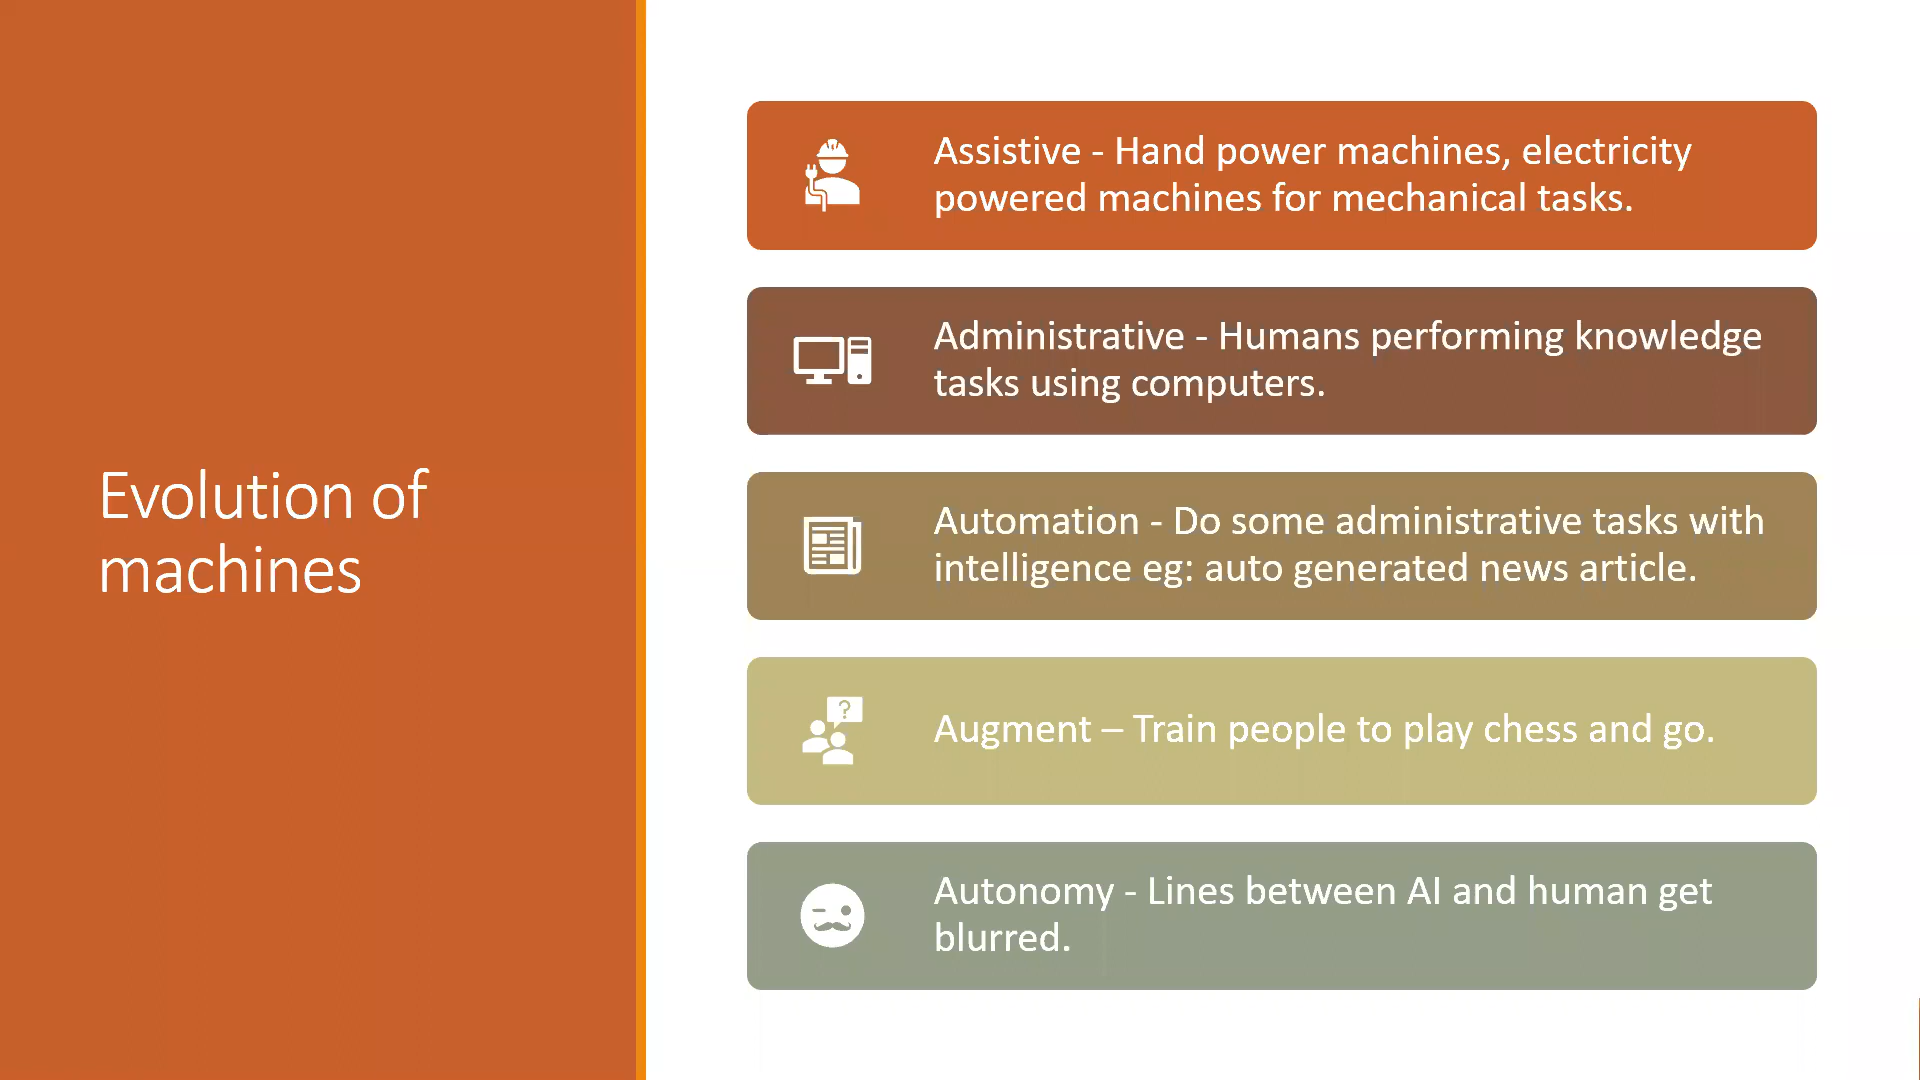 Evolution of
machines
Assistive - Hand power machines, electricity
powered machines for mechanical tasks.
Administrative - Humans performing knowledge
tasks using computers.
Automation - Do some administrative tasks with
intelligence eg: auto generated news article.
?
Augment – Train people to play chess and go.
Autonomy - Lines between AI and human get
blurred.